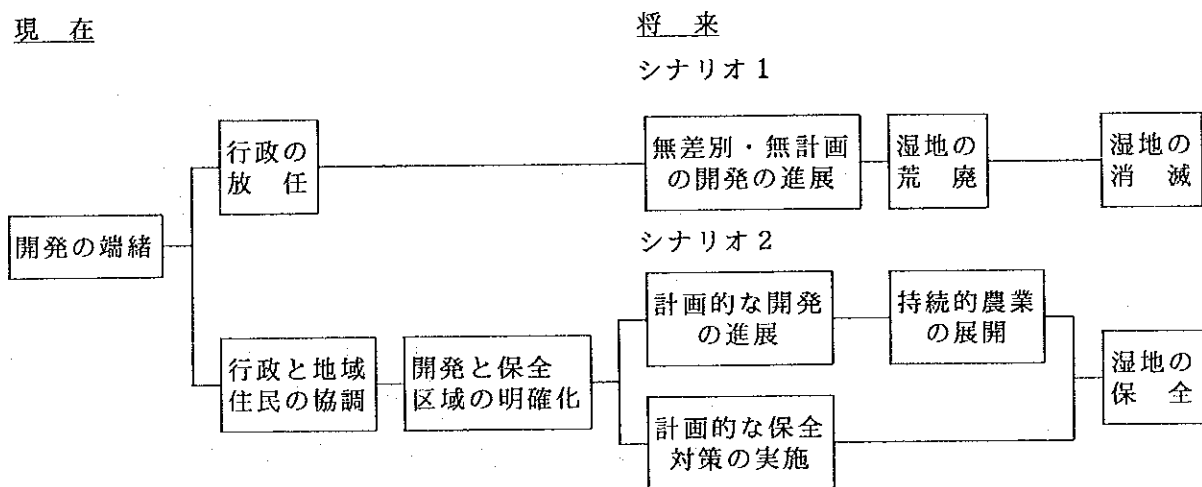 現 在
将 来
シナリオ1
行政の
放 任
無差別・無計画
の開発の進展
湿地の
荒 廃
湿地の
消 滅
開発の端緒
シナリオ2
行政と地域
住民の協調
開発と保全
区域の明確化
計画的な開発
の進展
持続的農業
の展開
計画的な保全
対策の実施
湿地の
保 全